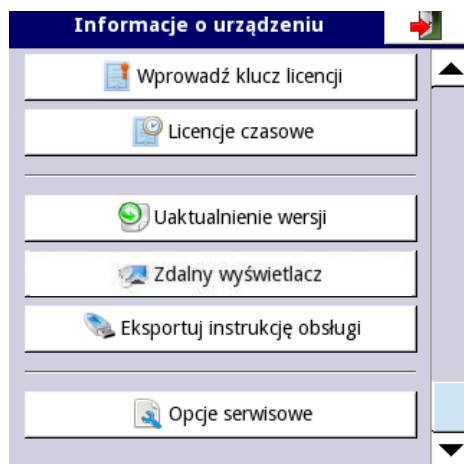 Informacje o urządzeniu
Wprowadź klucz licencji
Licencje czasowe
Uaktualnienie wersji
Zdalny wyświetlacz
Eksportuj instrukcję obsługi
Opcje serwisowe